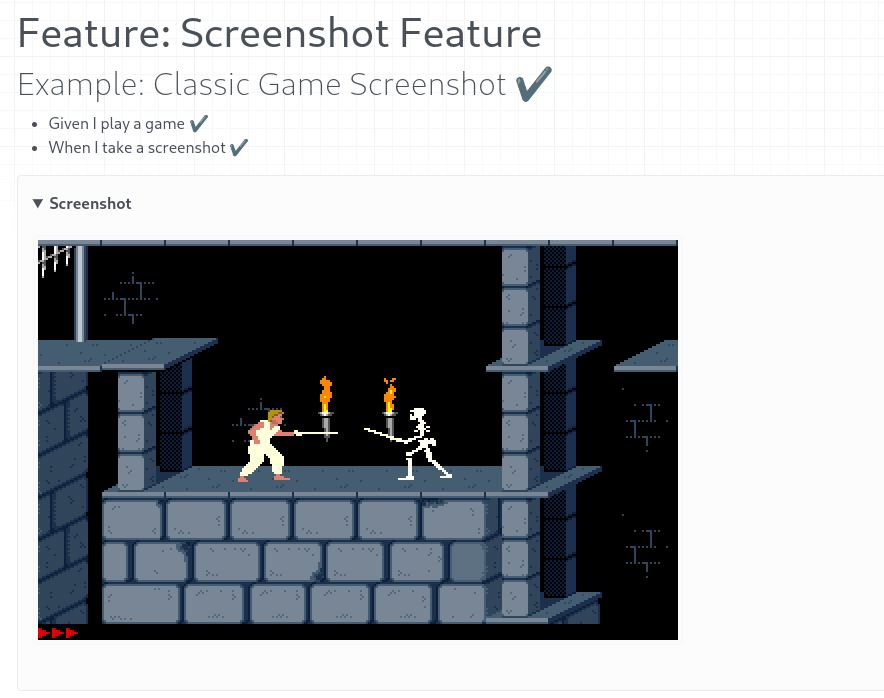 Feature: Screenshot Feature
Example: Classic Game Screenshot ✔
Given I play a game ✔
When I take a screenshot ✔
Screenshot